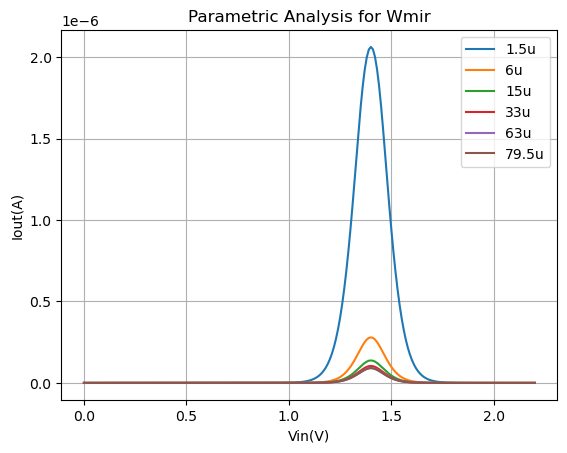 Parametric Analysis for Wmir
1e−6
2.0
1.5
1.0
0.5
0.0
Iout(A)
1.5u
6u
15u
33u
63u
79.5u
0.0 0.5 1.0 1.5 2.0
Vin(V)